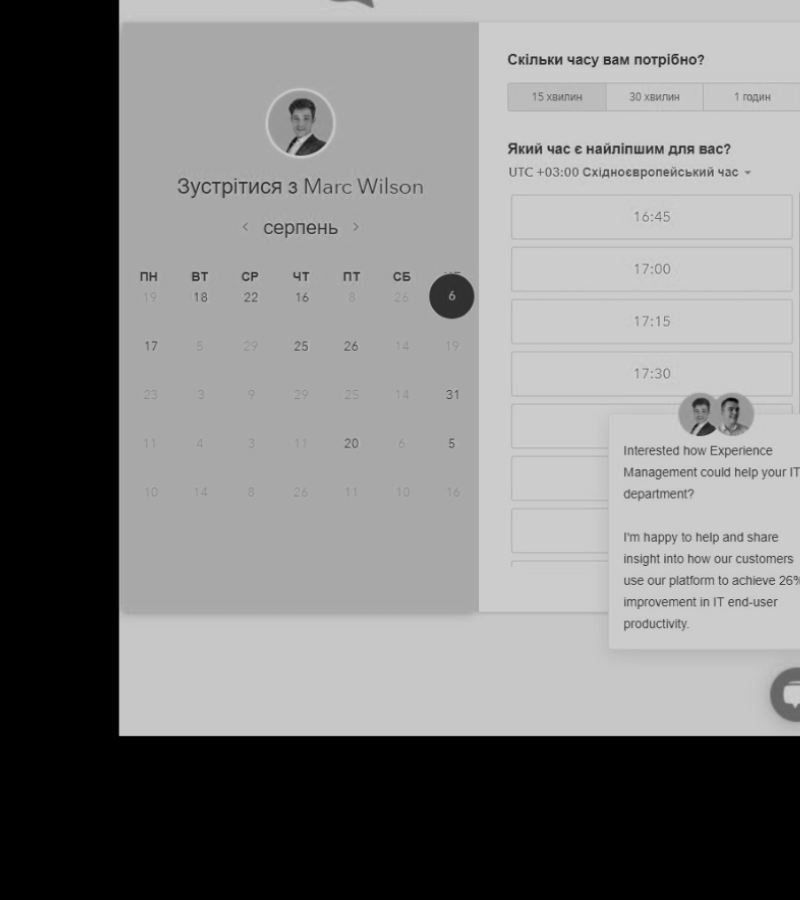 Зустрітися з Marc Wilson
серпень
ПН ВТ СР ЧТ ПТ СБ
19 18 22 16 8 26 6
17 5 29 25 26 14 19
23 3 9 29 25 14 31
11 4 3 11 20 6 5
10 14 8 26 11 10 16
Скільки часу вам потрібно?
15 хвилин 30 хвилин 1 годин
Який час є найліпшим для вас?
UTC +03:00 Східноєвропейський час
16:45
17:00
17:15
17:30
Interested how Experience
Management could help your IT
department?
I'm happy to help and share
insight into how our customers
use our platform to achieve 26%
improvement in IT end-user
productivity.